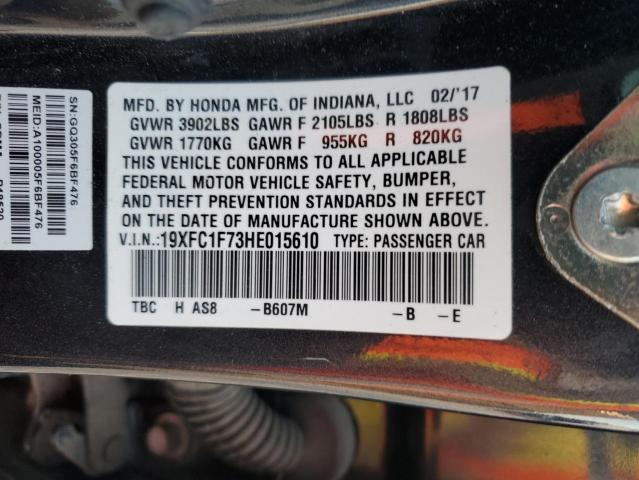 MFD. BY HONDA MFG. OF INDIANA, LLC 02/'17
GVWR 3902LBS GAWR F 2105LBS R 1808LBS
GVWR 1770KG GAWR F 955KG R 820KG
THIS VEHICLE CONFORMS TO ALL APPLICABLE
FEDERAL MOTOR VEHICLE SAFETY, BUMPER,
AND THEFT PREVENTION STANDARDS IN EFFECT
ON THE DATE OF MANUFACTURE SHOWN ABOVE.
V.I.N.:19XFC1F73HE015610 TYPE: PASSENGER CAR
TBC H AS8 -B607M -B -E
SN:GQ305F6BF476
MEID:A100005F6BF476